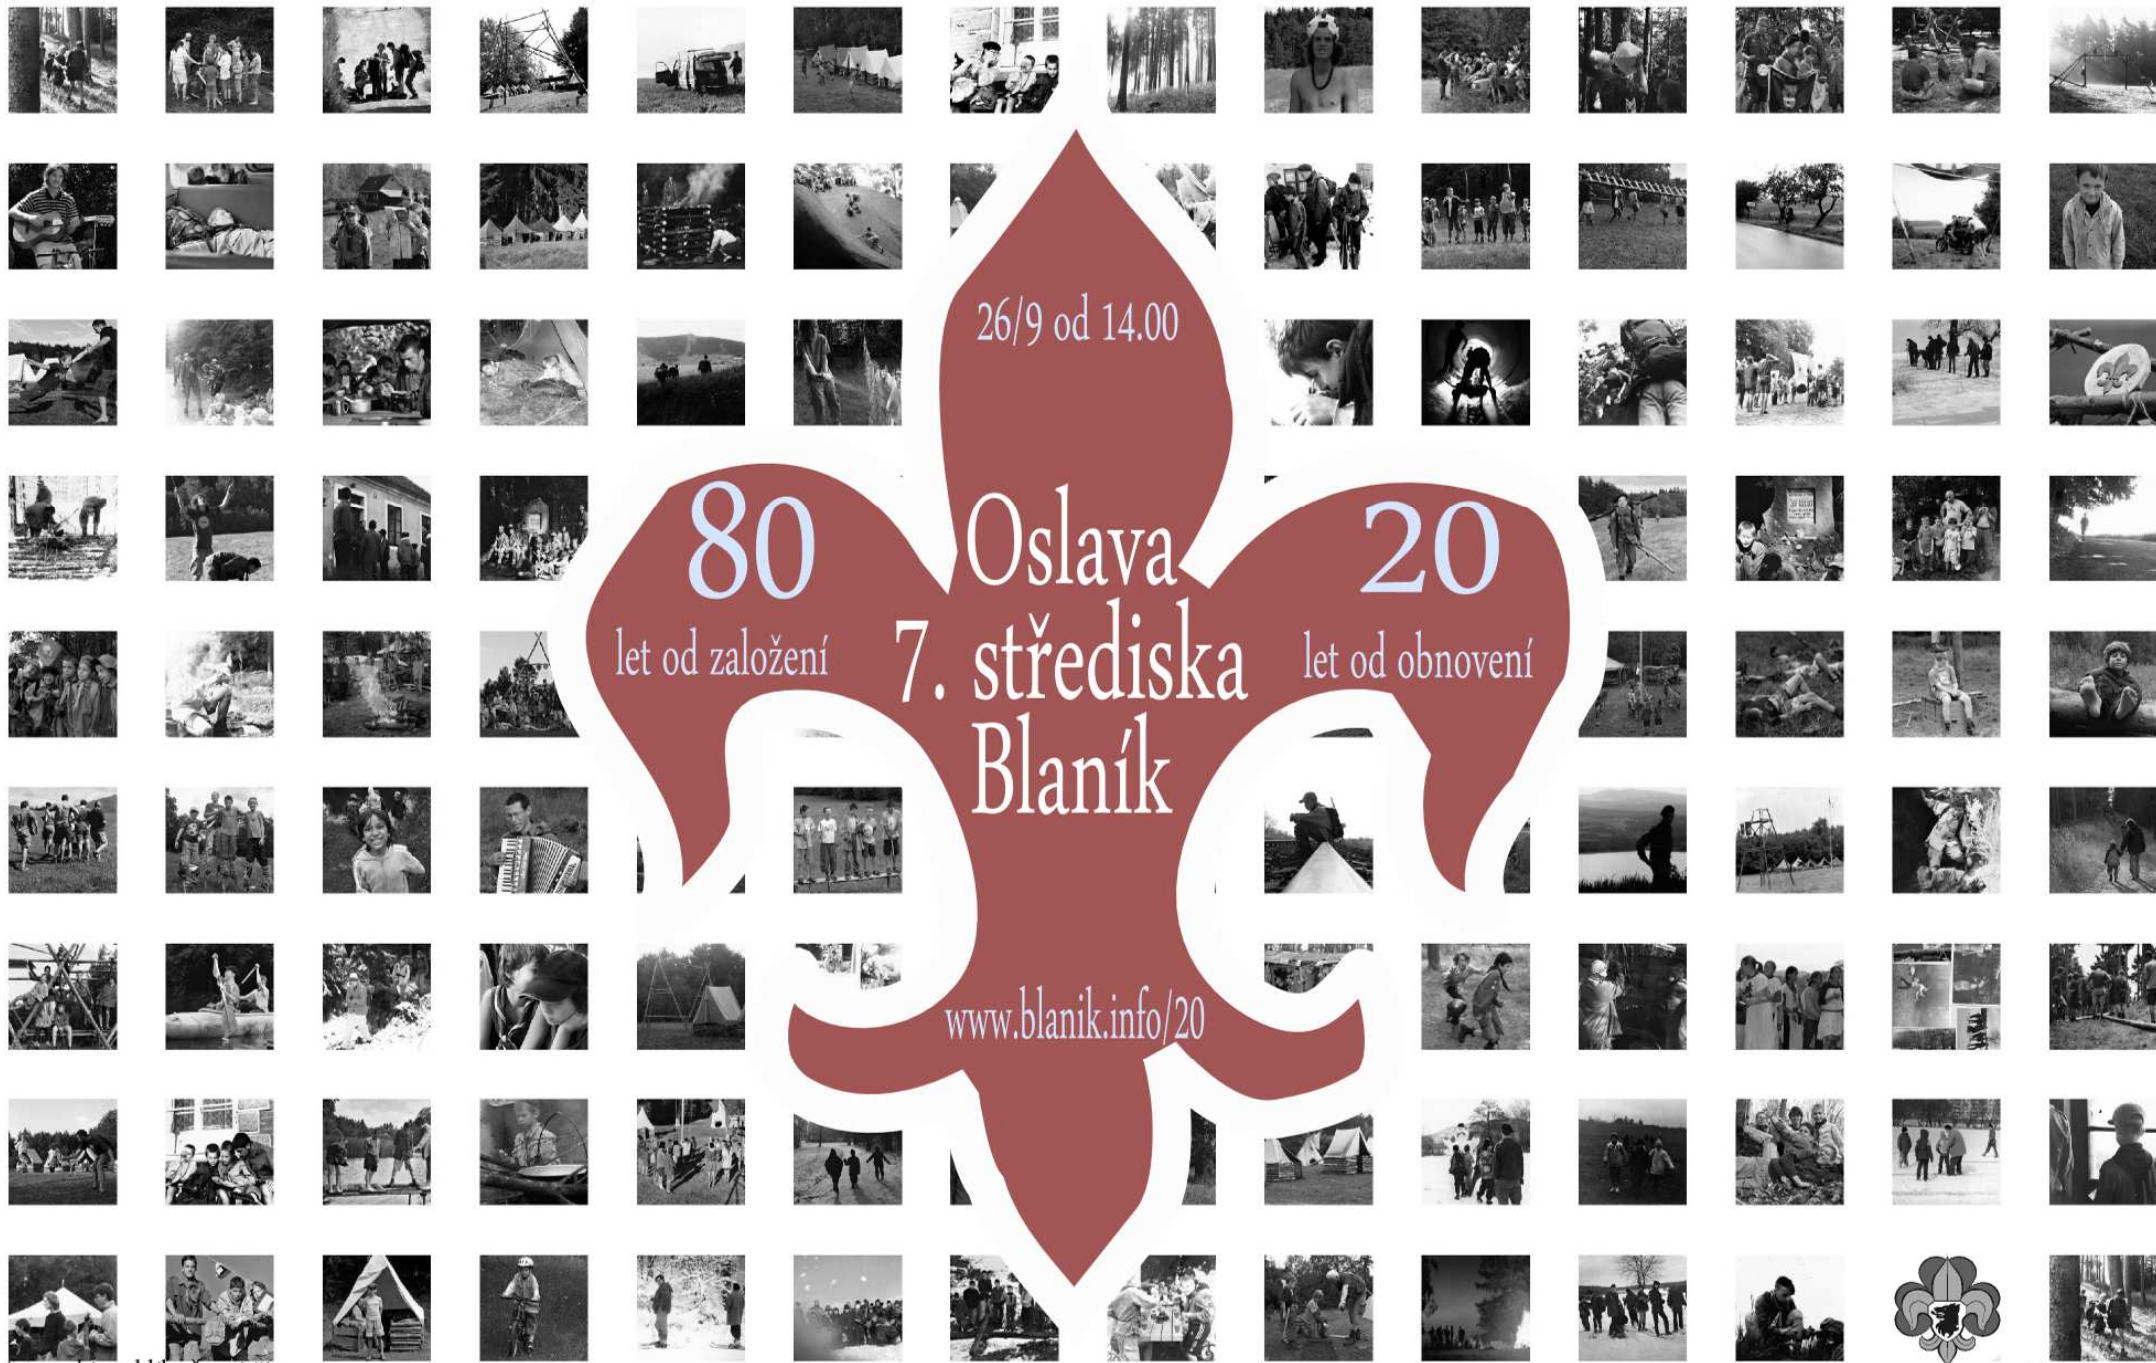 26/9 od 14.00
80
let od založení
Oslava
7. střediska
Blaník
20
let od obnovení
www.blanik.info/20